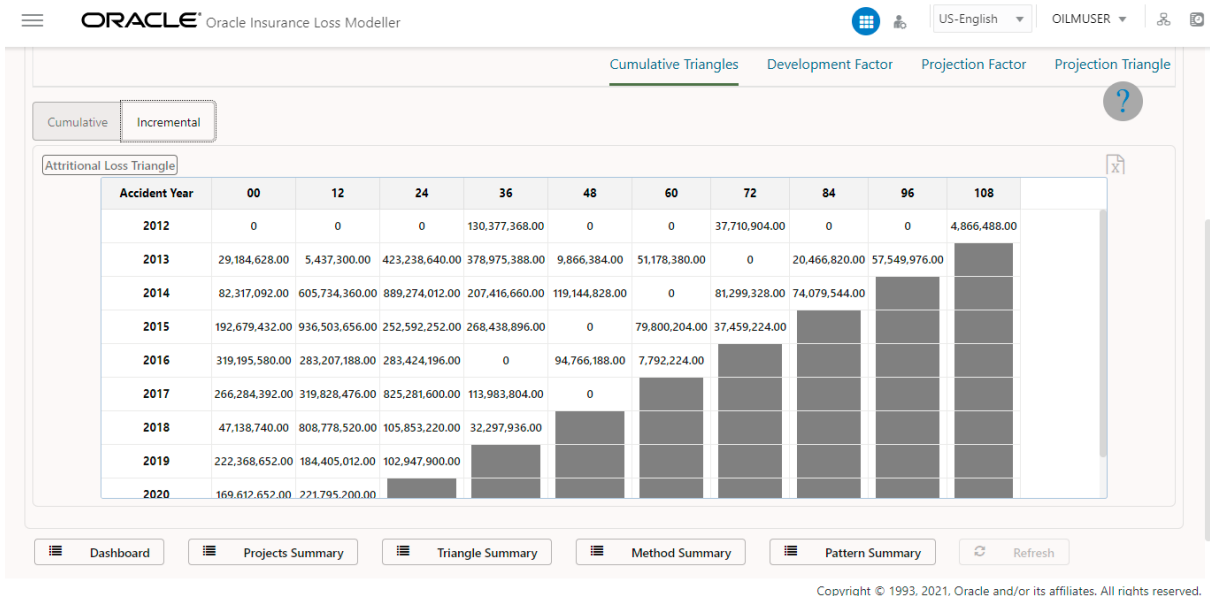 ORACLE® Oracle Insurance Loss Modeller US-English OILMUSER
Cumulative Triangles Development Factor Projection Factor Projection Triangle
?
Cumulative Incremental
Attritional Loss Triangle
Accident Year 00 12 24 36 48 60 72 84 96 108
2012 0 0 0 130,377,368.00 0 0 37,710,904.00 0 0 4,866,488.00
2013 29,184,628.00 5,437,300.00 423,238,640.00 378,975,388.00 9,866,384.00 51,178,380.00 0 20,466,820.00 57,549,976.00
2014 82,317,092.00 605,734,360.00 889,274,012.00 207,416,660.00 119,144,828.00 0 81,299,328.00 74,079,544.00
2015 192,679,432.00 936,503,656.00 252,592,252.00 268,438,896.00 0 79,800,204.00 37,459,224.00
2016 319,195,580.00 283,207,188.00 283,424,196.00 0 94,766,188.00 7,792,224.00
2017 266,284,392.00 319,828,476.00 825,281,600.00 113,983,804.00 0
2018 47,138,740.00 808,778,520.00 105,853,220.00 32,297,936.00
2019 222,368,652.00 184,405,012.00 102,947,900.00
2020 169,612,652.00 221,795,200.00
Dashboard Projects Summary Triangle Summary Method Summary Pattern Summary Refresh
Copyright © 1993, 2021, Oracle and/or its affiliates. All rights reserved.